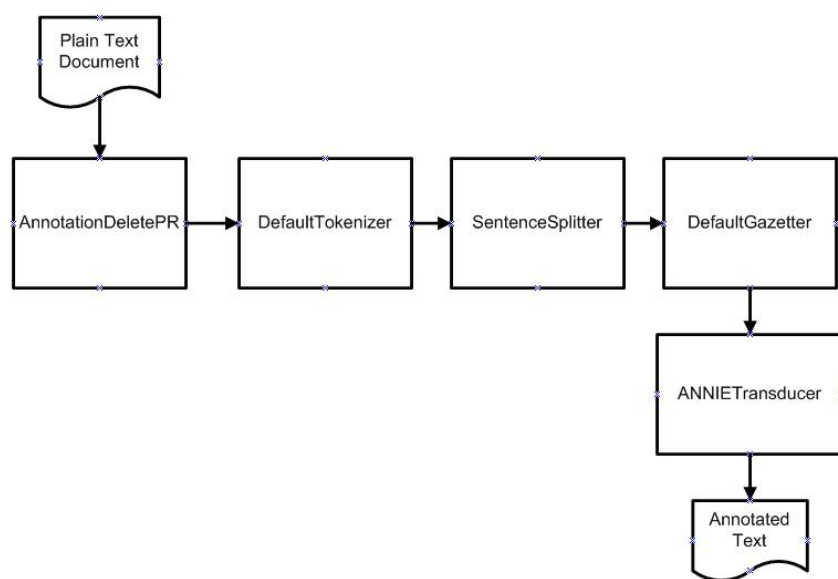 Plain Text
Document
AnnotationDeletePR
DefaultTokenizer
SentenceSplitter
DefaultGazetter
ANNIETransducer
Annotated
Text